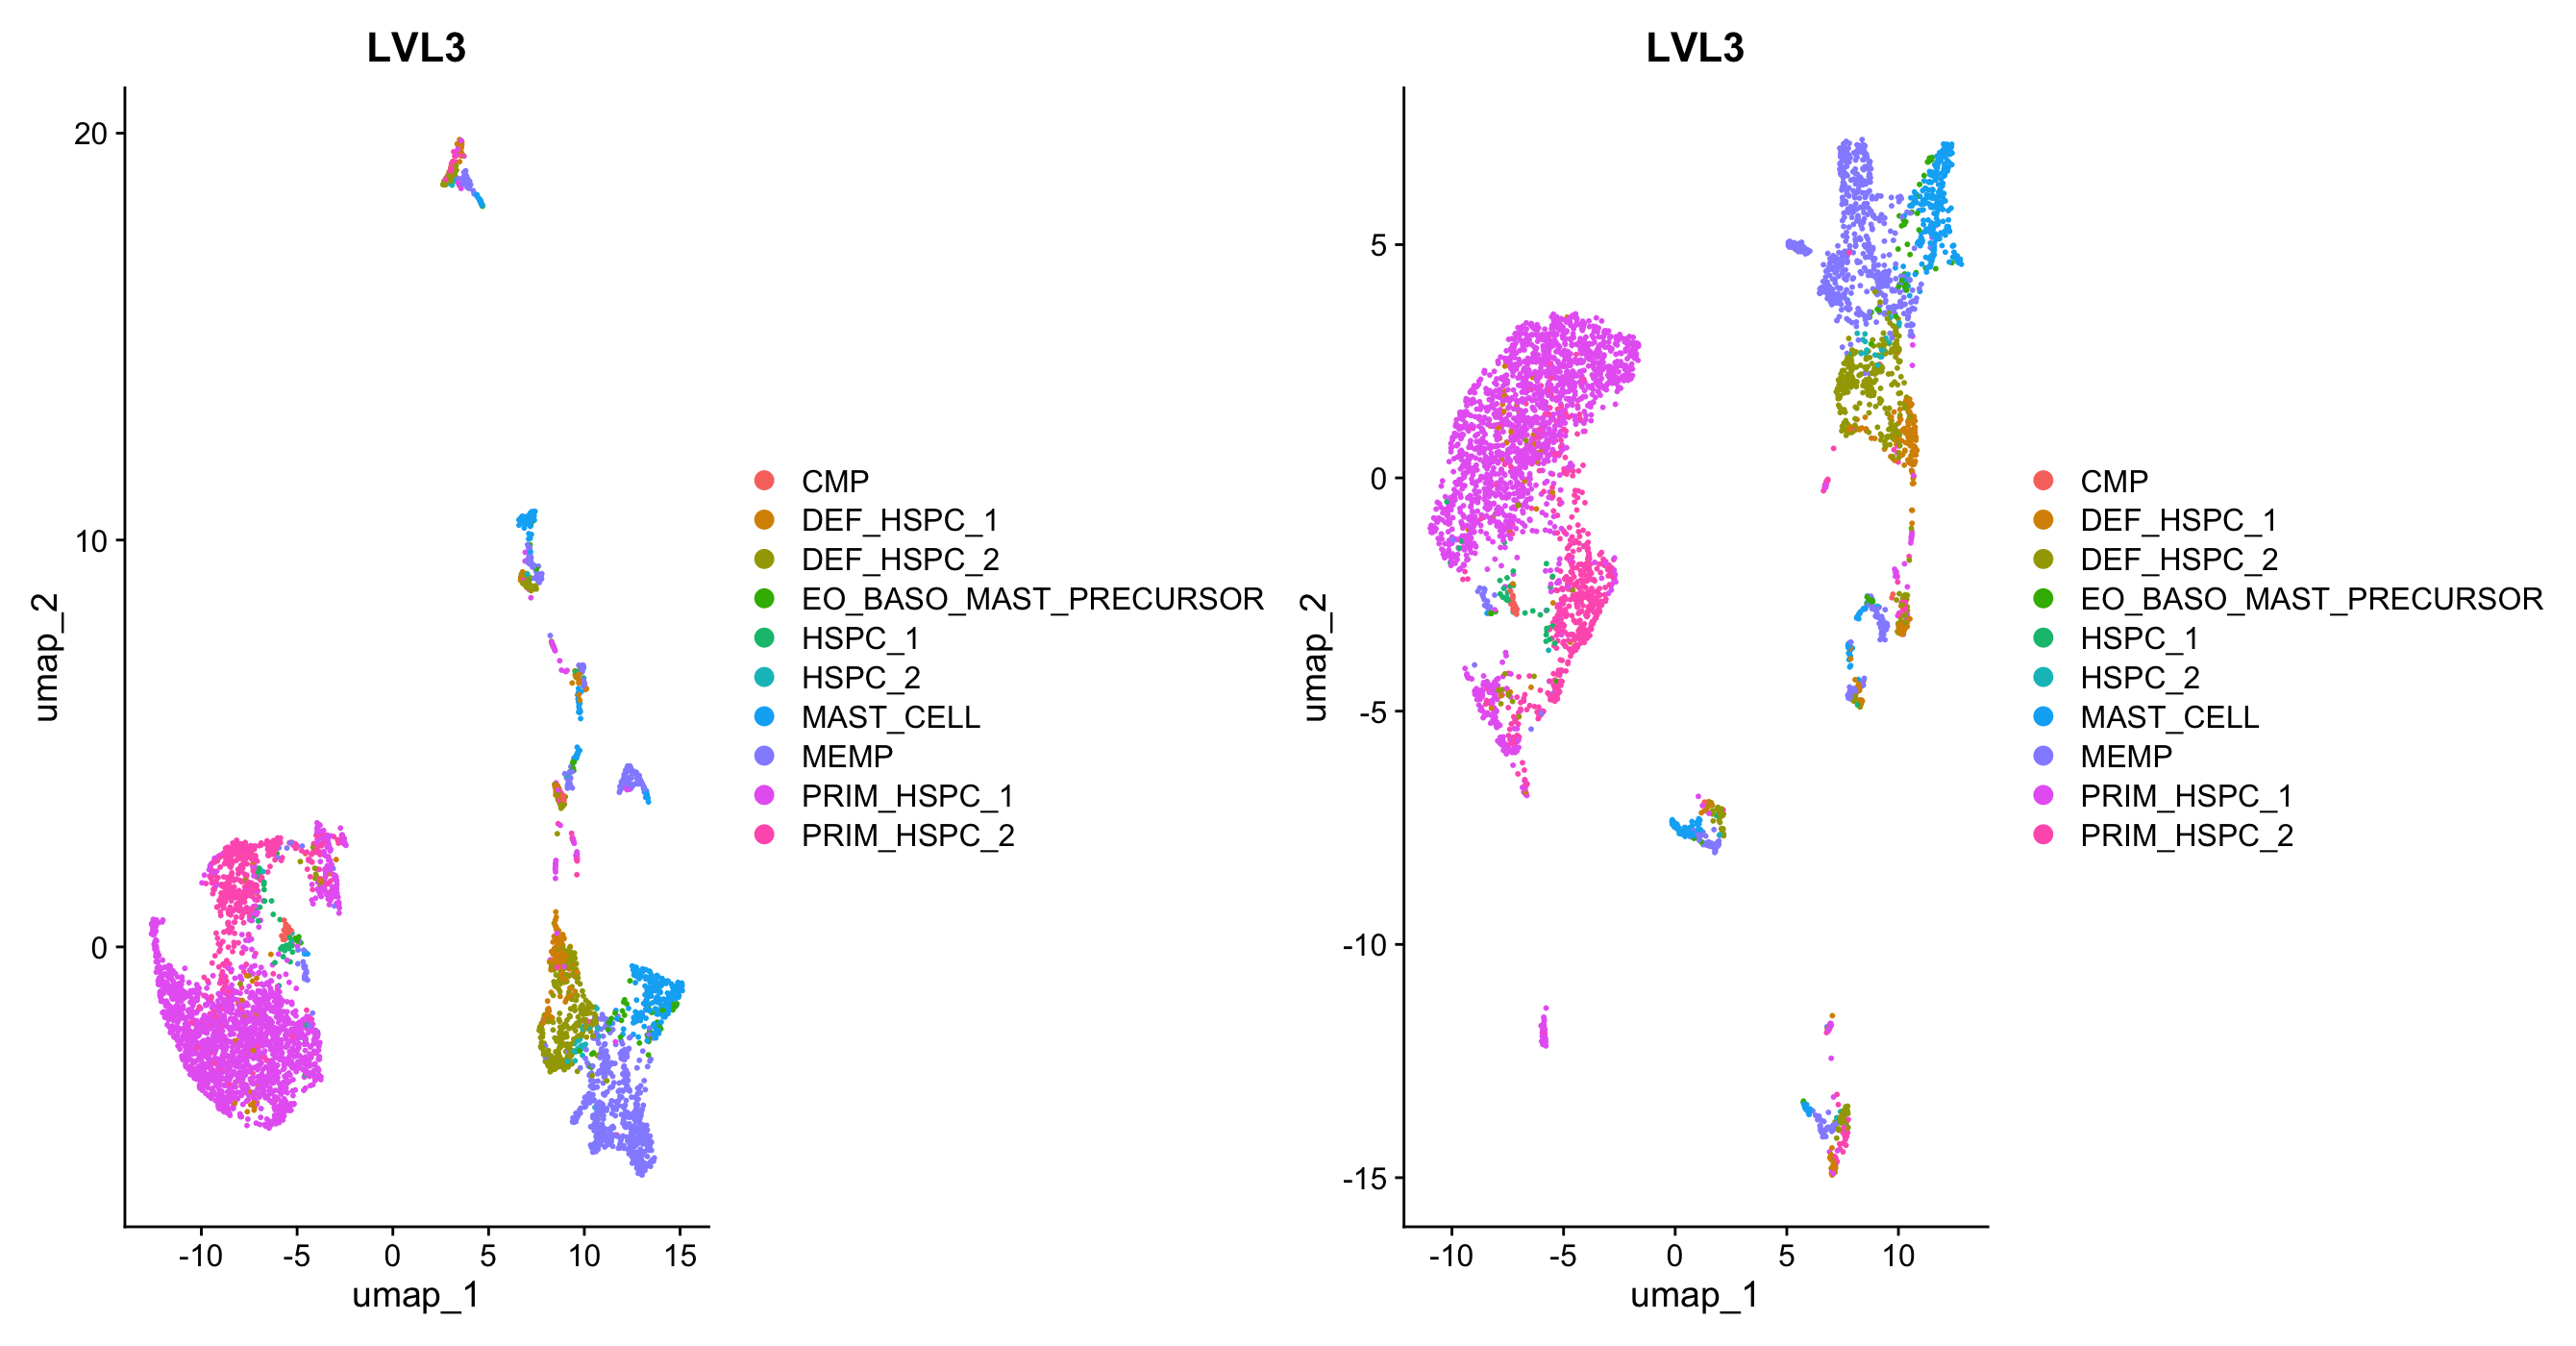 LVL3
20
10
0
umap_2
-10 -5 0 5 10 15
umap_1
CMP
DEF_HSPC_1
DEF_HSPC_2
EO_BASO_MAST_PRECURSOR
HSPC_1
HSPC_2
MAST_CELL
MEMP
PRIM_HSPC_1
PRIM_HSPC_2
LVL3
5
0
-5
-10
-15
umap_2
-10 -5 0 5 10
umap_1
CMP
DEF_HSPC_1
DEF_HSPC_2
EO_BASO_MAST_PRECURSOR
HSPC_1
HSPC_2
MAST_CELL
MEMP
PRIM_HSPC_1
PRIM_HSPC_2